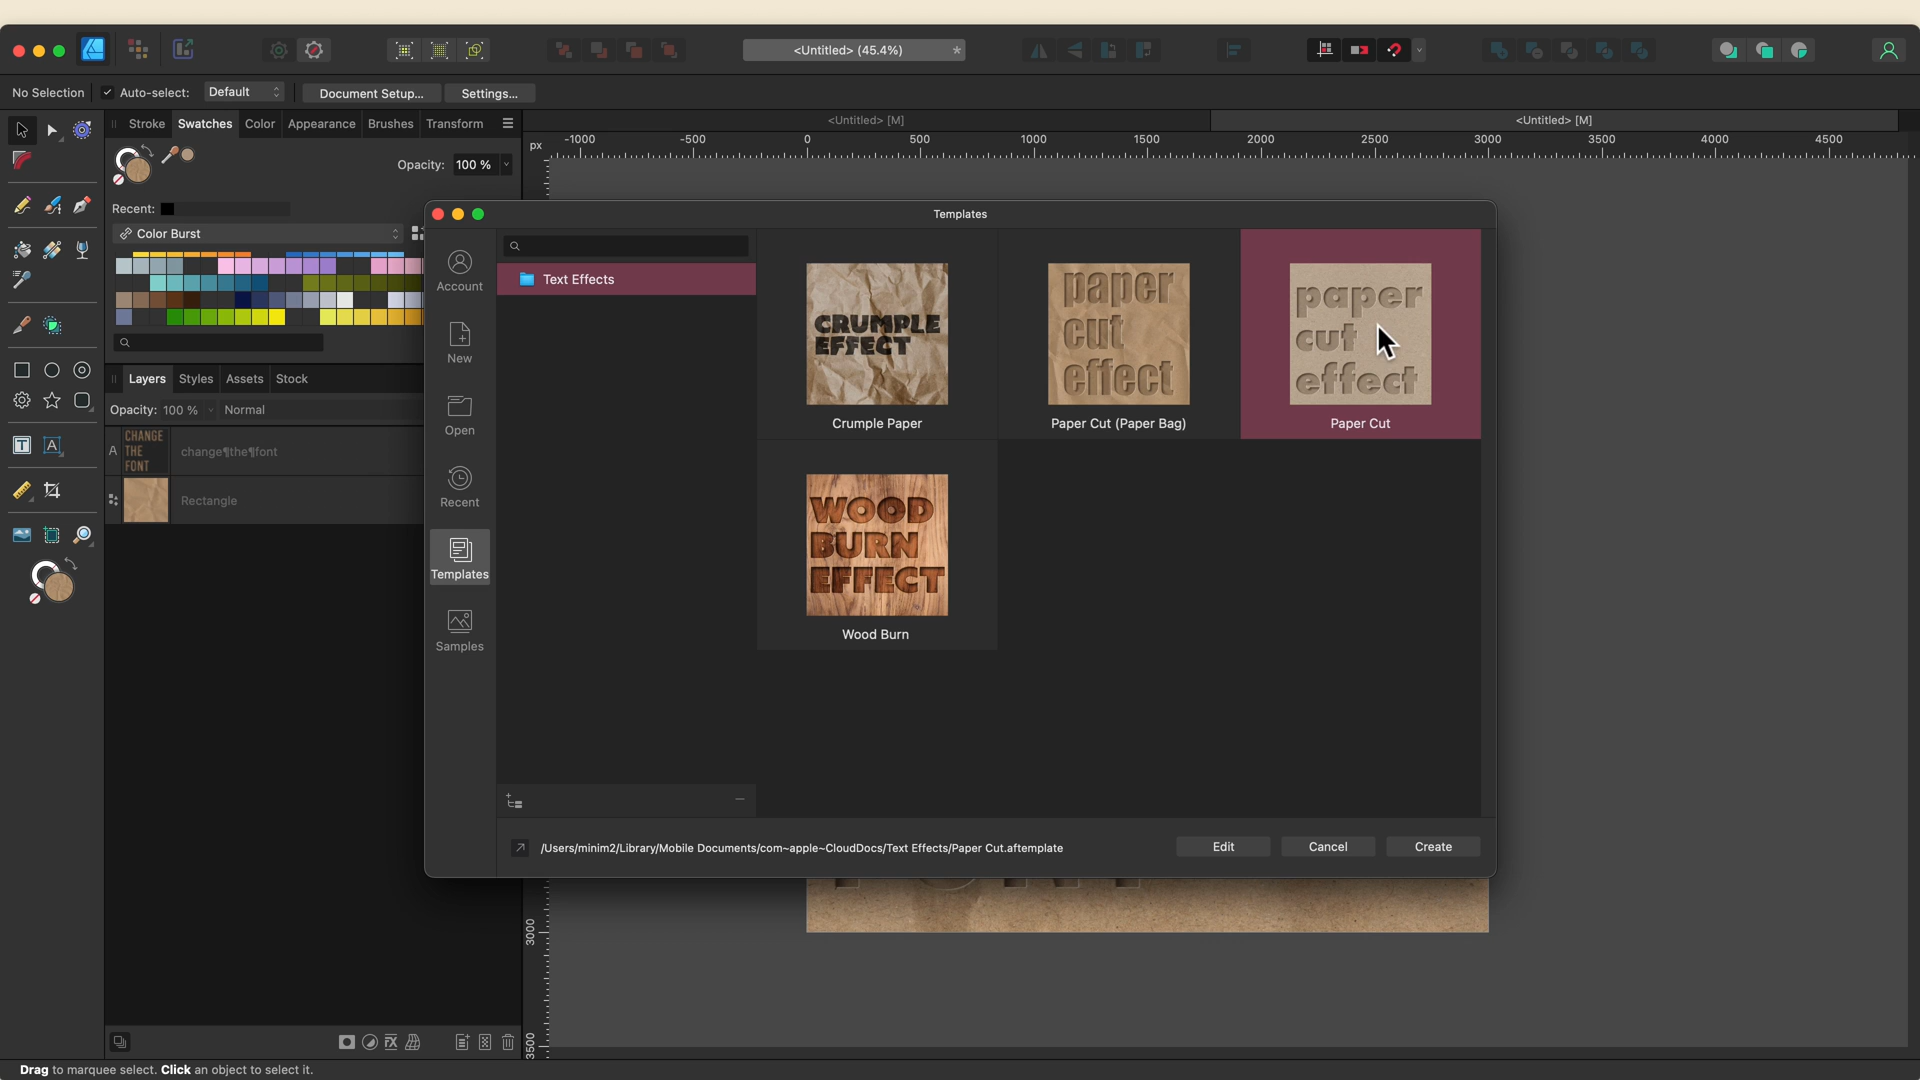 <Untitled> (45.4%)
*
No Selection
Auto-select:
Default
Document Setup...
Settings...
Stroke
Swatches
Color
Appearance
Brushes
Transform
<Untitled> [M]
<Untitled> [M]
px
-1000
-500
0
500
1000
1500
2000
2500
3000
3500
4000
4500
Opacity:
100 %
Recent:
Color Burst
Layers
Styles
Assets
Stock
Opacity:
100 %
Normal
A
CHANGE
THE
FONT
change¶the¶font
Rectangle
Templates
Account
New
Open
Recent
Templates
Samples
Text Effects
CRUMPLE
EFFECT
Crumple Paper
paper
cut
effect
Paper Cut (Paper Bag)
paper
cut
effect
Paper Cut
WOOD
BURN
EFFECT
Wood Burn
/Users/minim2/Library/Mobile Documents/com~apple~CloudDocs/Text Effects/Paper Cut.aftemplate
Edit
Cancel
Create
3000
3500
Drag to marquee select. Click an object to select it.